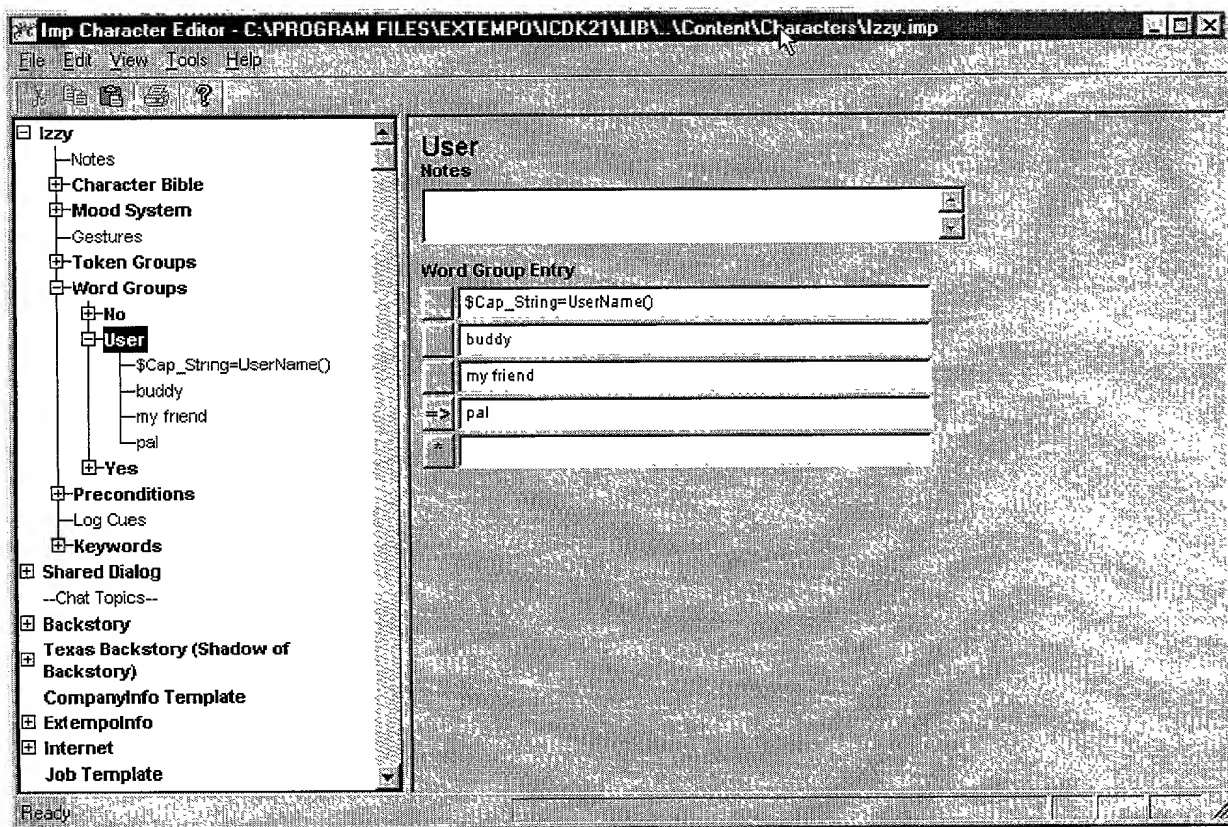 Imp Character Editor - C:\PROGRAM FILES\EXTEMPO\ICDK21\LIB\..\Content\Characters\Izzy.imp
File Edit View Tools Help
Izzy
Notes
Character Bible
Mood System
Gestures
Token Groups
Word Groups
No
User
$Cap_String=UserName()
buddy
my friend
pal
Yes
Preconditions
Log Cues
Keywords
Shared Dialog
--Chat Topics--
Backstory
Texas Backstory (Shadow of
Backstory)
CompanyInfo Template
ExtempoInfo
Internet
Job Template
User
Notes
Word Group Entry
$Cap_String=UserName()
buddy
my friend
=> pal
*
Ready